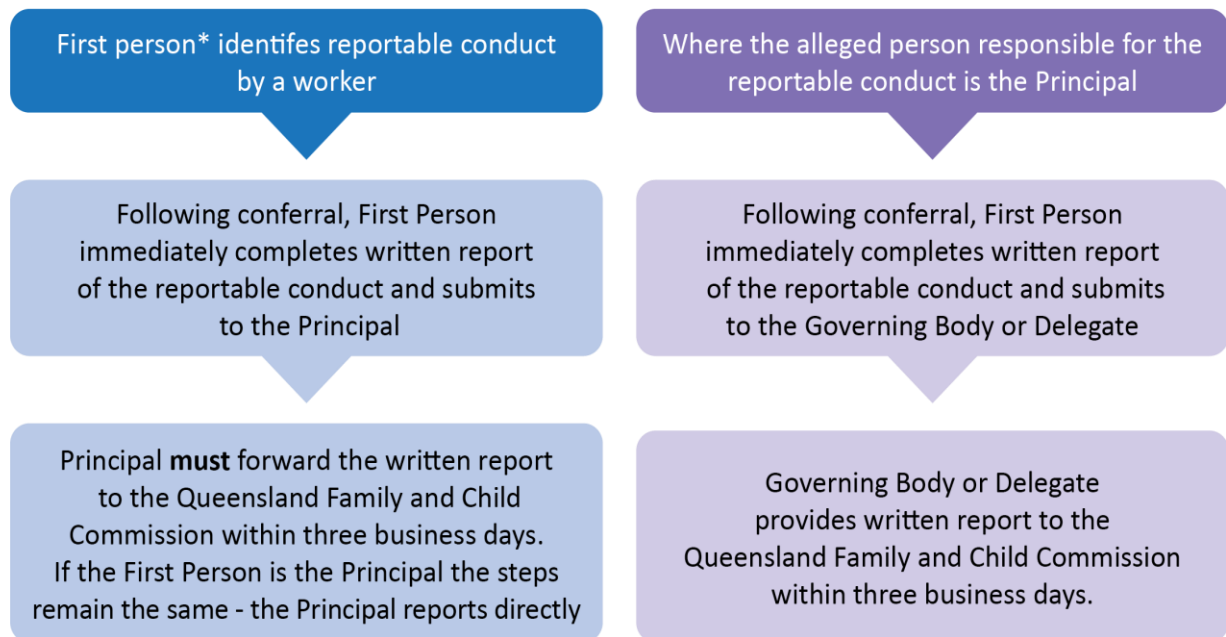 First person* identifes reportable conduct
by a worker
Following conferral, First Person
immediately completes written report
of the reportable conduct and submits
to the Principal
Principal must forward the written report
to the Queensland Family and Child
Commission within three business days.
If the First Person is the Principal the steps
remain the same - the Principal reports directly
Where the alleged person responsible for the
reportable conduct is the Principal
Following conferral, First Person
immediately completes written report
of the reportable conduct and submits
to the Governing Body or Delegate
Governing Body or Delegate
provides written report to the
Queensland Family and Child Commission
within three business days.